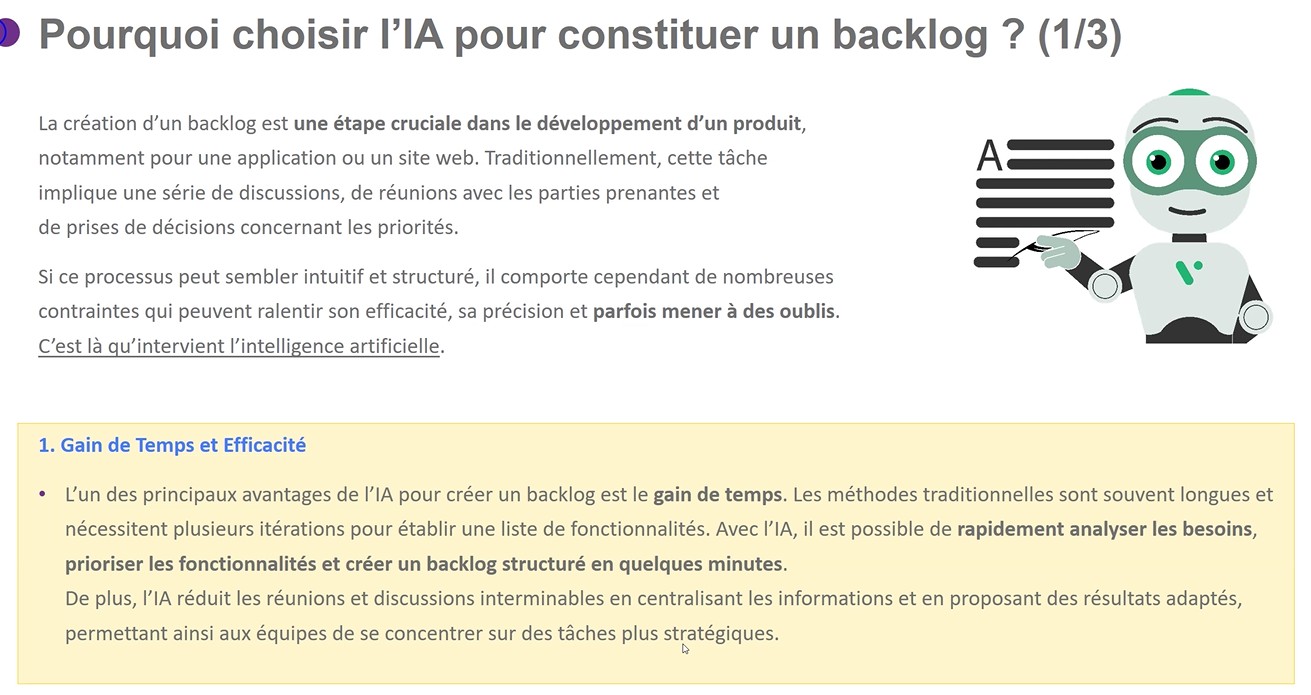 Pourquoi choisir l’IA pour constituer un backlog ? (1/3)
La création d’un backlog est une étape cruciale dans le développement d’un produit,
notamment pour une application ou un site web. Traditionnellement, cette tâche
implique une série de discussions, de réunions avec les parties prenantes et
de prises de décisions concernant les priorités.
Si ce processus peut sembler intuitif et structuré, il comporte cependant de nombreuses
contraintes qui peuvent ralentir son efficacité, sa précision et parfois mener à des oublis.
C’est là qu’intervient l’intelligence artificielle.
A
1. Gain de Temps et Efficacité
• L’un des principaux avantages de l’IA pour créer un backlog est le gain de temps. Les méthodes traditionnelles sont souvent longues et
nécessitent plusieurs itérations pour établir une liste de fonctionnalités. Avec l’IA, il est possible de rapidement analyser les besoins,
prioriser les fonctionnalités et créer un backlog structuré en quelques minutes.
De plus, l’IA réduit les réunions et discussions interminables en centralisant les informations et en proposant des résultats adaptés,
permettant ainsi aux équipes de se concentrer sur des tâches plus stratégiques.